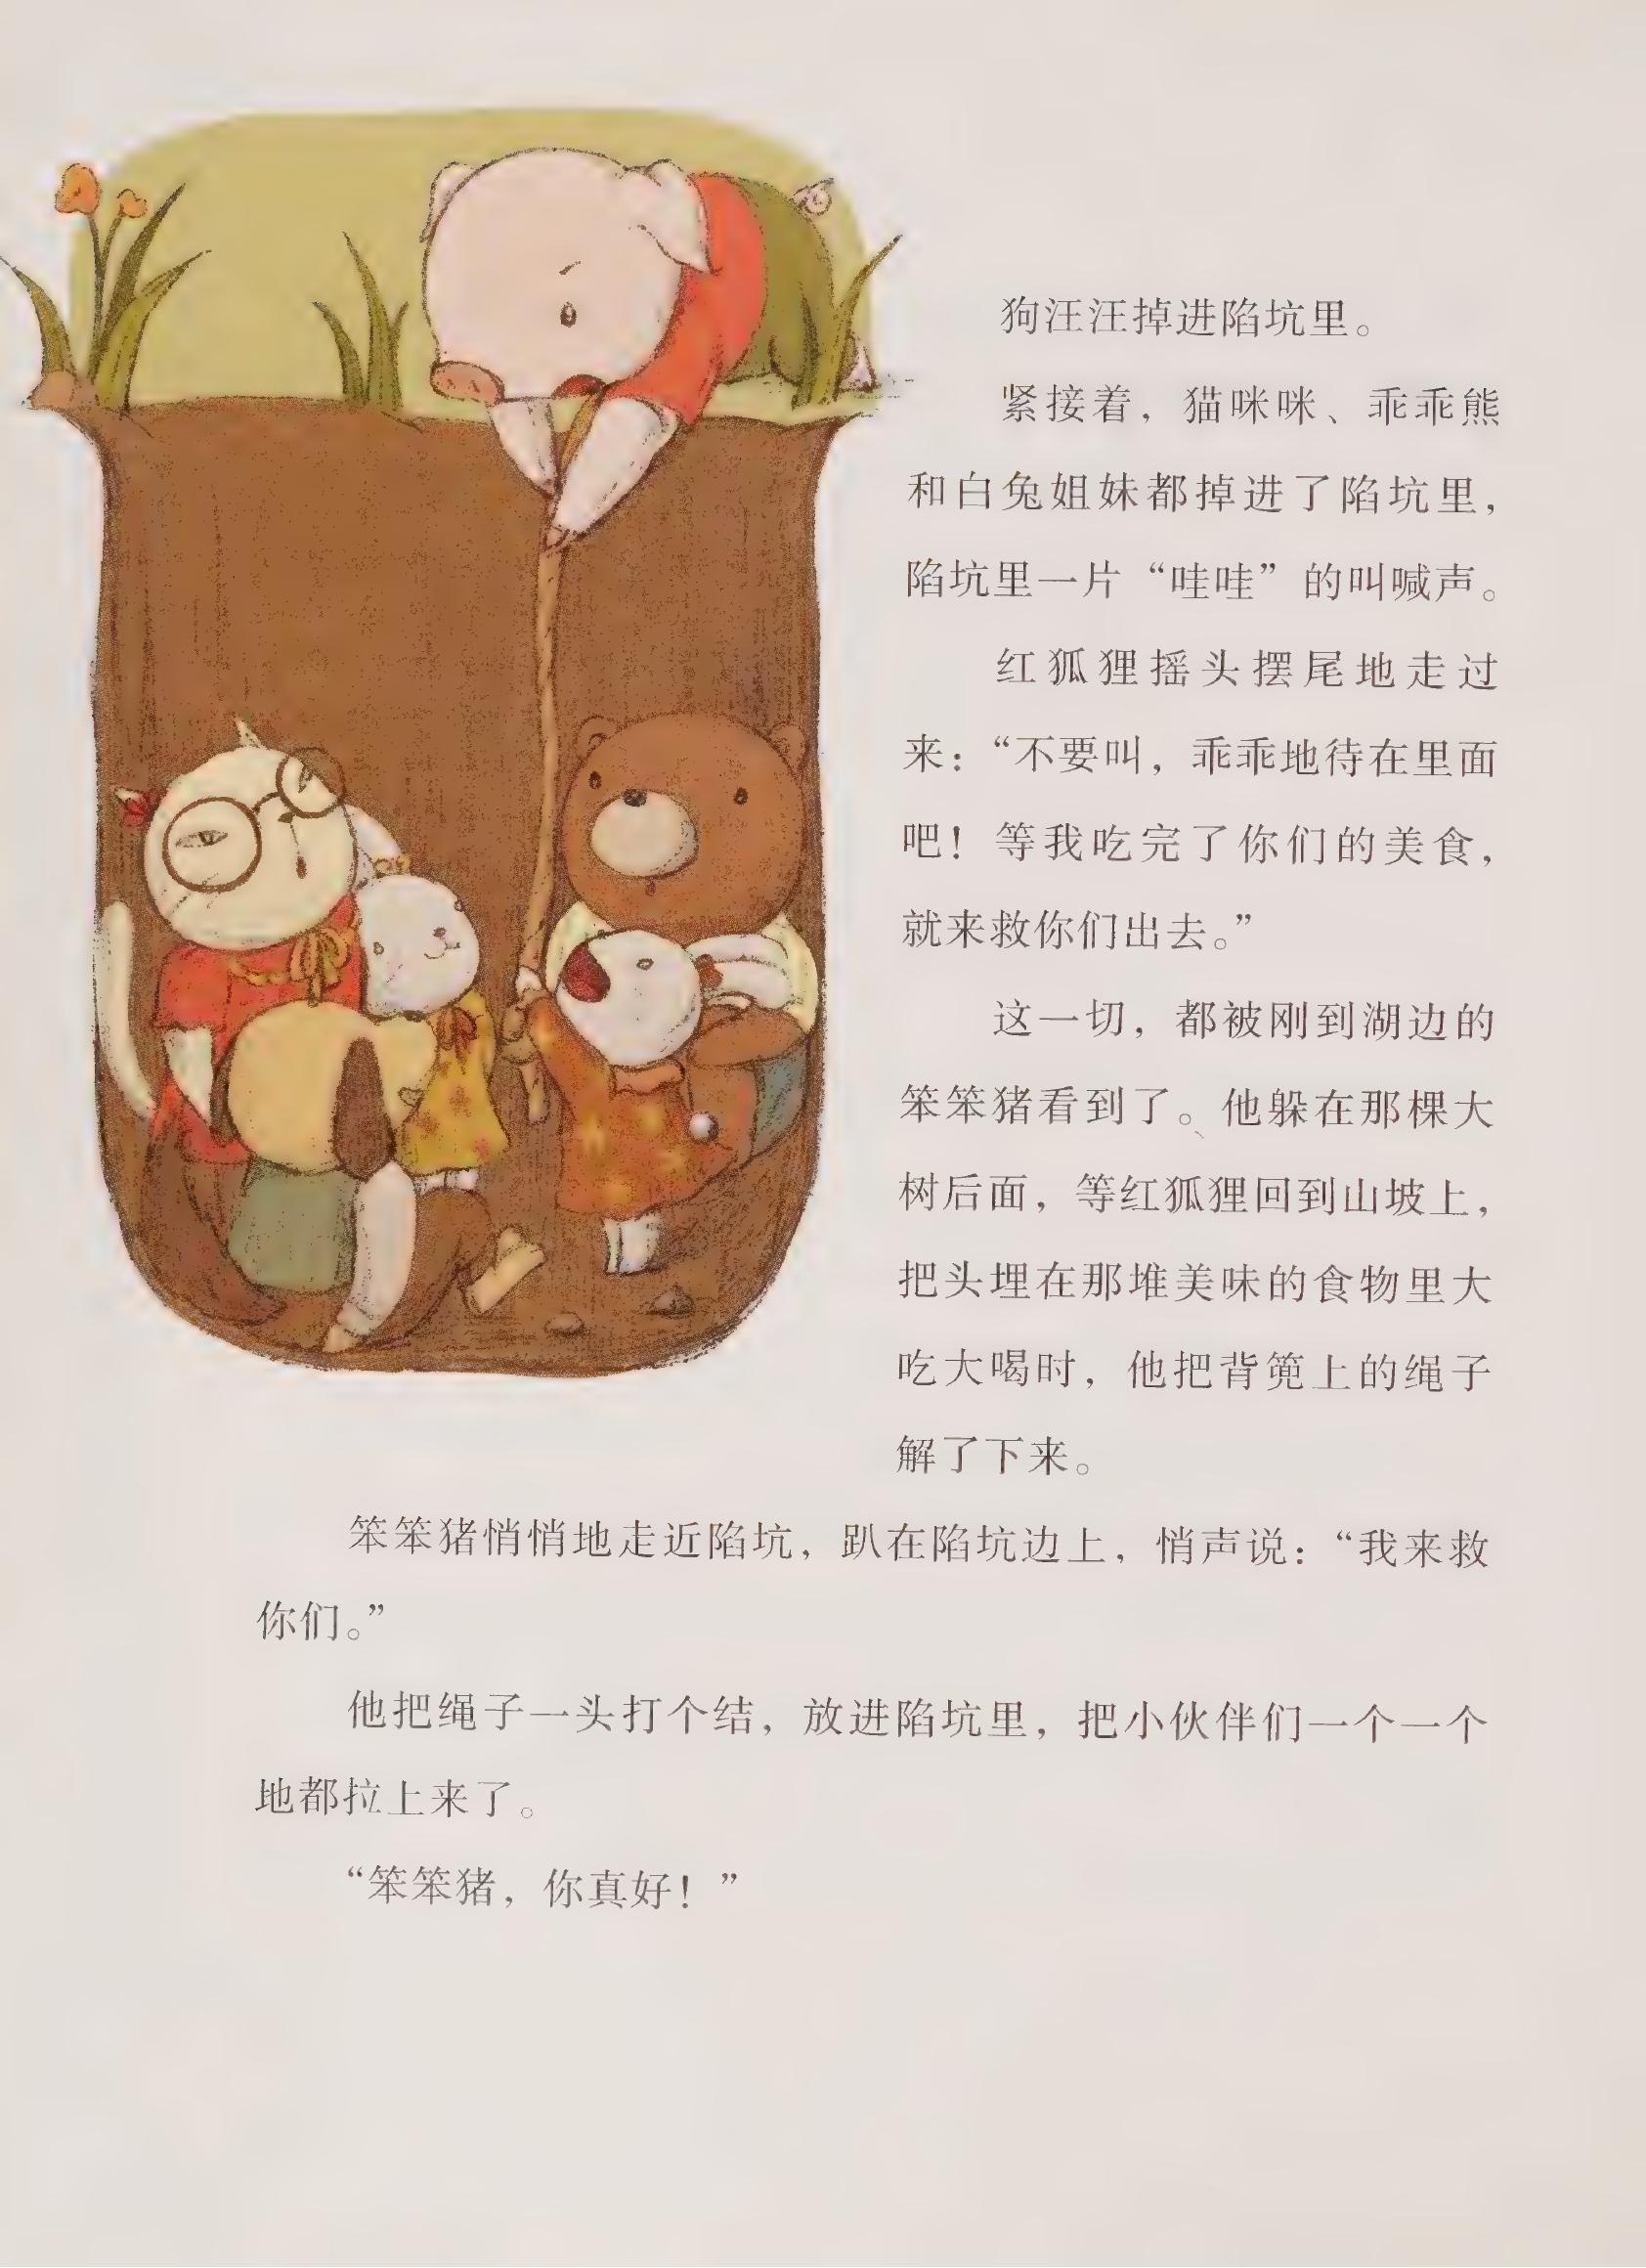 狗汪汪掉进陷坑里。
紧接着，猫咪咪、乖乖熊
和白兔姐妹都掉进了陷坑里，
陷坑里一片“哇哇”的叫喊声。
红狐狸摇头摆尾地走过
来：“不要叫，乖乖地待在里面
吧！等我吃完了你们的美食，
就来救你们出去。”
这一切，都被刚到湖边的
笨笨猪看到了。他躲在那棵大
树后面，等红狐狸回到山坡上，
把头埋在那堆美味的食物里大
吃大喝时，他把背篼上的绳子
解了下来。
笨笨猪悄悄地走近陷坑，趴在陷坑边上，悄声说：“我来救
你们。”
他把绳子一头打个结，放进陷坑里，把小伙伴们一个一个
地都拉上来了。
“笨笨猪，你真好！”